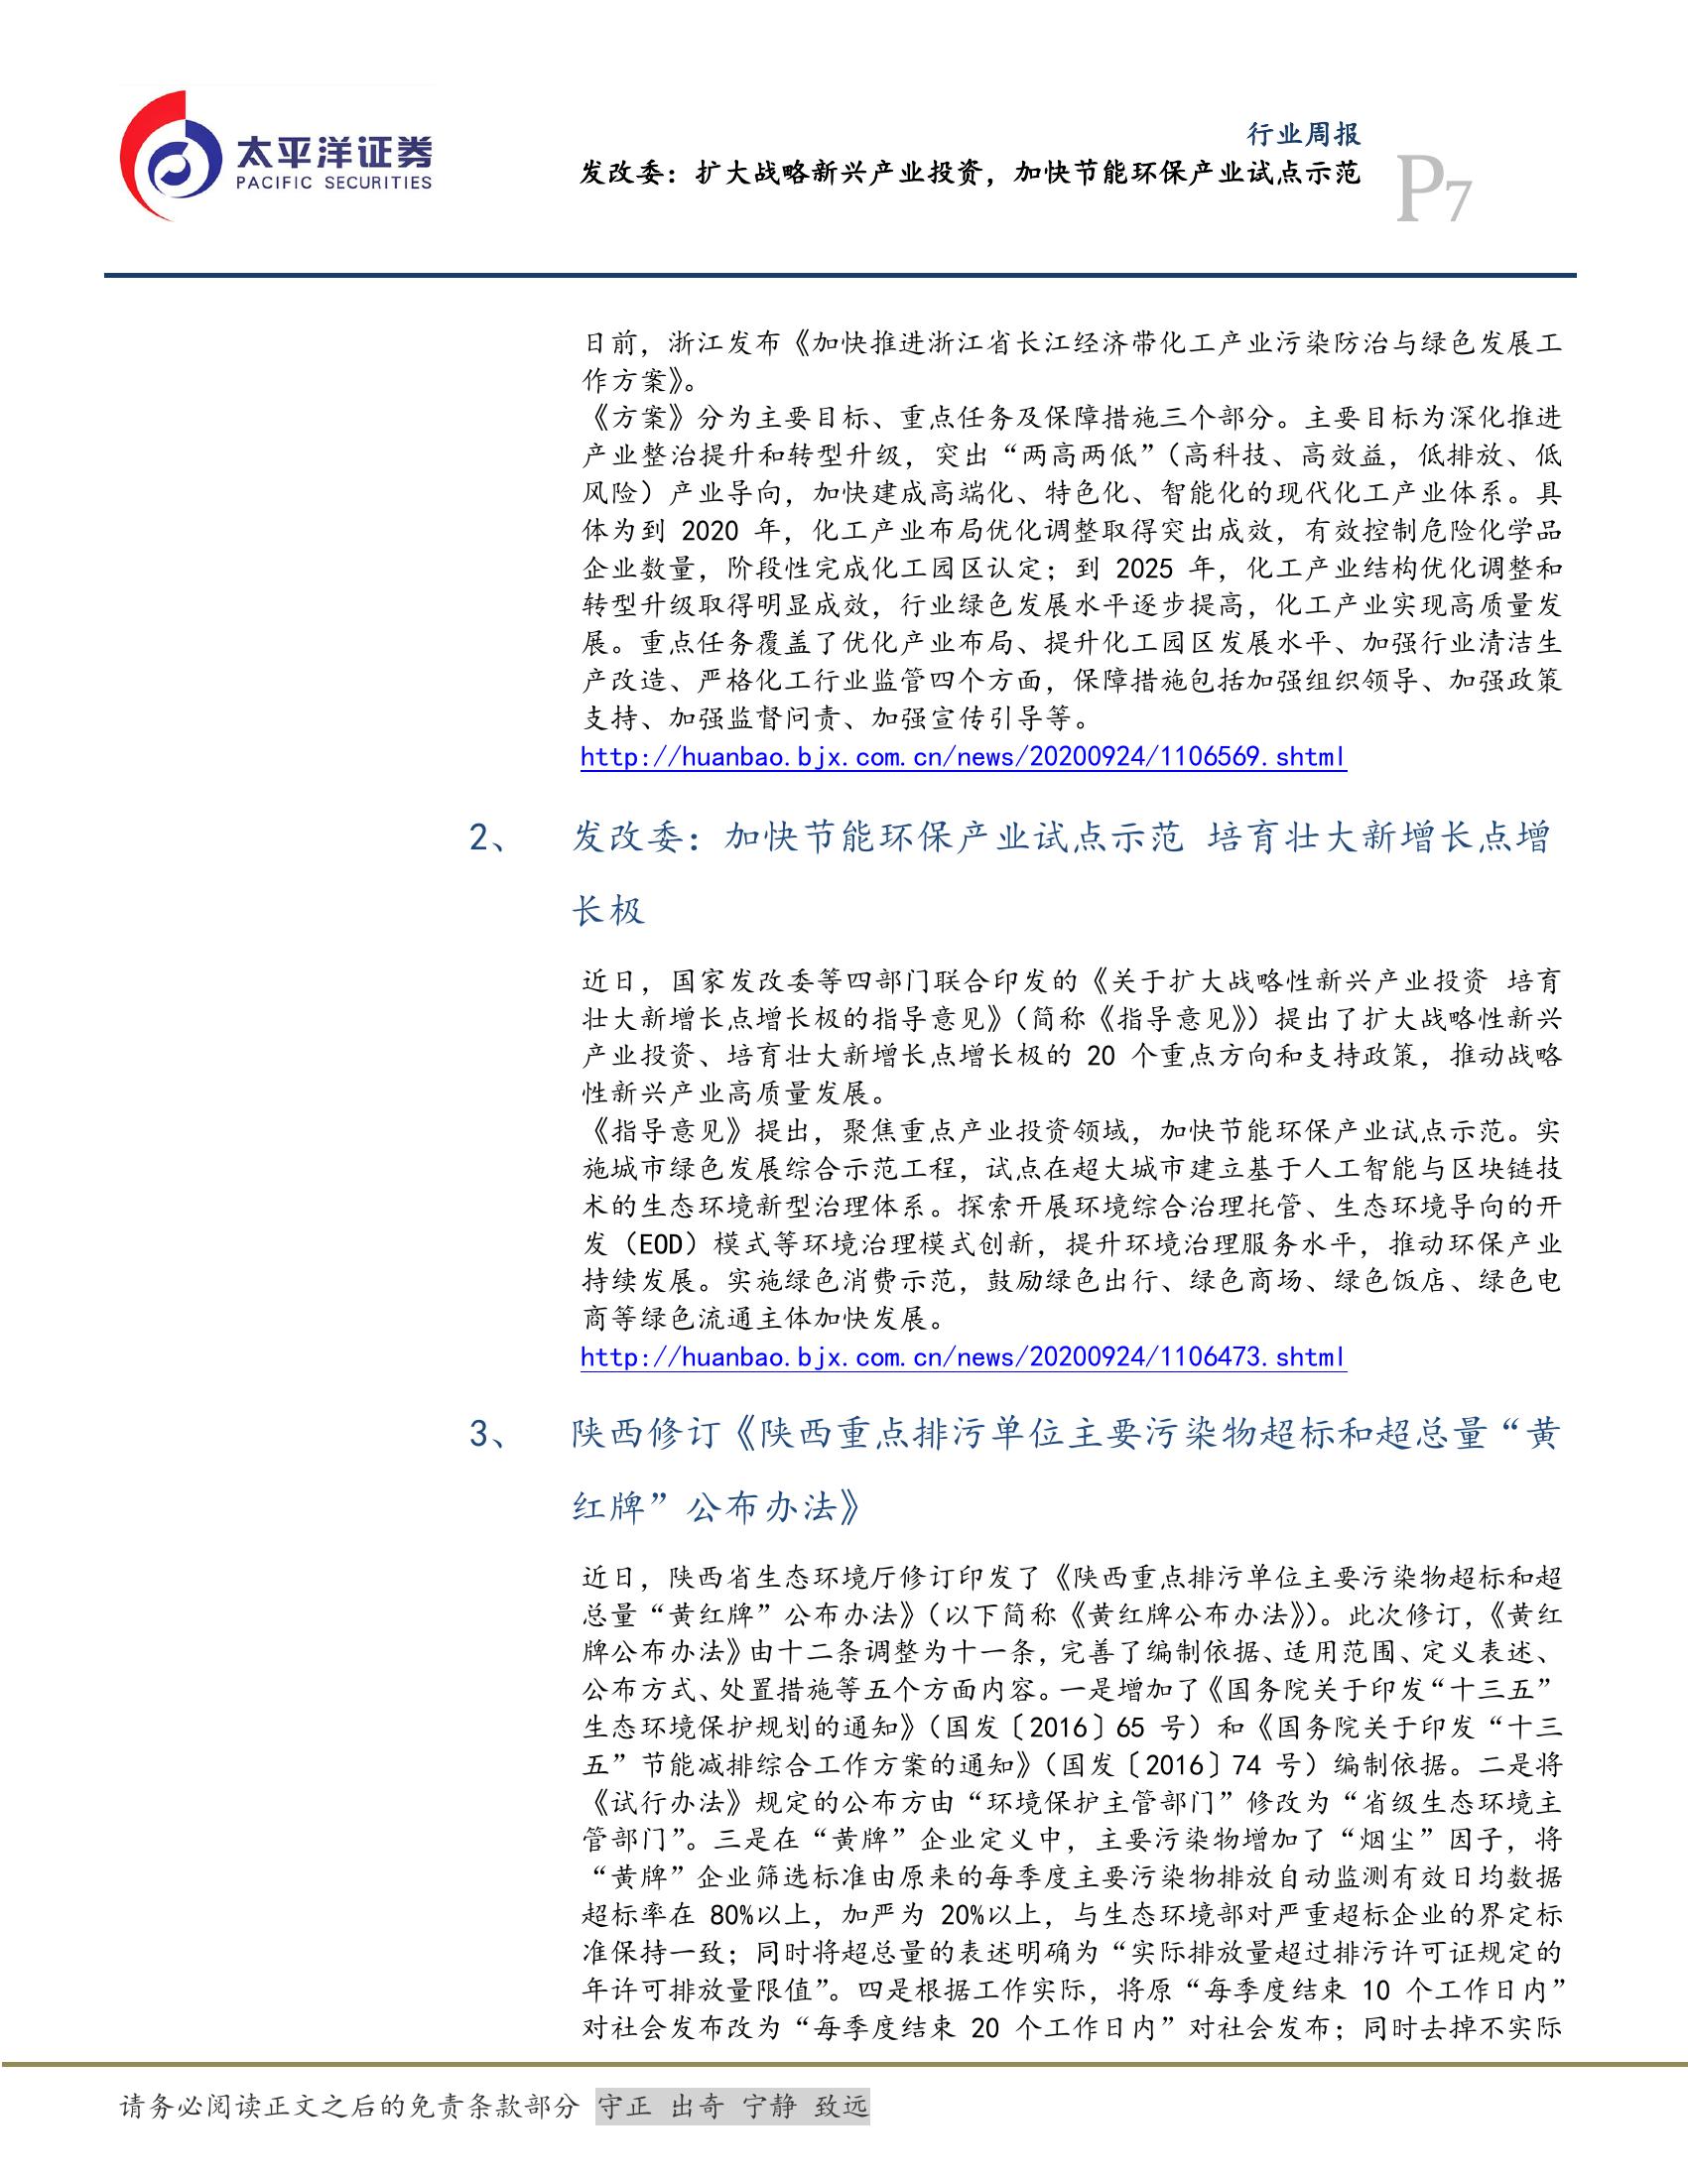 太平洋证券
PACIFIC SECURITIES
行业周报
发改委：扩大战略新兴产业投资，加快节能环保产业试点示范
P7
日前，浙江发布《加快推进浙江省长江经济带化工产业污染防治与绿色发展工
作方案》。
《方案》分为主要目标、重点任务及保障措施三个部分。主要目标为深化推进
产业整治提升和转型升级，突出“两高两低”（高科技、高效益，低排放、低
风险）产业导向，加快建成高端化、特色化、智能化的现代化工产业体系。具
体为到 2020 年，化工产业布局优化调整取得突出成效，有效控制危险化学品
企业数量，阶段性完成化工园区认定；到 2025 年，化工产业结构优化调整和
转型升级取得明显成效，行业绿色发展水平逐步提高，化工产业实现高质量发
展。重点任务覆盖了优化产业布局、提升化工园区发展水平、加强行业清洁生
产改造、严格化工行业监管四个方面，保障措施包括加强组织领导、加强政策
支持、加强监督问责、加强宣传引导等。
http://huanbao.bjx.com.cn/news/20200924/1106569.shtml
2、 发改委：加快节能环保产业试点示范 培育壮大新增长点增
长极
近日，国家发改委等四部门联合印发的《关于扩大战略性新兴产业投资 培育
壮大新增长点增长极的指导意见》（简称《指导意见》）提出了扩大战略性新兴
产业投资、培育壮大新增长点增长极的 20 个重点方向和支持政策，推动战略
性新兴产业高质量发展。
《指导意见》提出，聚焦重点产业投资领域，加快节能环保产业试点示范。实
施城市绿色发展综合示范工程，试点在超大城市建立基于人工智能与区块链技
术的生态环境新型治理体系。探索开展环境综合治理托管、生态环境导向的开
发（EOD）模式等环境治理模式创新，提升环境治理服务水平，推动环保产业
持续发展。实施绿色消费示范，鼓励绿色出行、绿色商场、绿色饭店、绿色电
商等绿色流通主体加快发展。
http://huanbao.bjx.com.cn/news/20200924/1106473.shtml
3、 陕西修订《陕西重点排污单位主要污染物超标和超总量“黄
红牌”公布办法》
近日，陕西省生态环境厅修订印发了《陕西重点排污单位主要污染物超标和超
总量“黄红牌”公布办法》（以下简称《黄红牌公布办法》）。此次修订，《黄红
牌公布办法》由十二条调整为十一条，完善了编制依据、适用范围、定义表述、
公布方式、处置措施等五个方面内容。一是增加了《国务院关于印发“十三五”
生态环境保护规划的通知》（国发〔2016〕65 号）和《国务院关于印发“十三
五”节能减排综合工作方案的通知》（国发〔2016〕74 号）编制依据。二是将
《试行办法》规定的公布方由“环境保护主管部门”修改为“省级生态环境主
管部门”。三是在“黄牌”企业定义中，主要污染物增加了“烟尘”因子，将
“黄牌”企业筛选标准由原来的每季度主要污染物排放自动监测有效日均数据
超标率在 80%以上，加严为 20%以上，与生态环境部对严重超标企业的界定标
准保持一致；同时将超总量的表述明确为“实际排放量超过排污许可证规定的
年许可排放量限值”。四是根据工作实际，将原“每季度结束 10 个工作日内”
对社会发布改为“每季度结束 20 个工作日内”对社会发布；同时去掉不实际
请务必阅读正文之后的免责条款部分 守正 出奇 宁静 致远